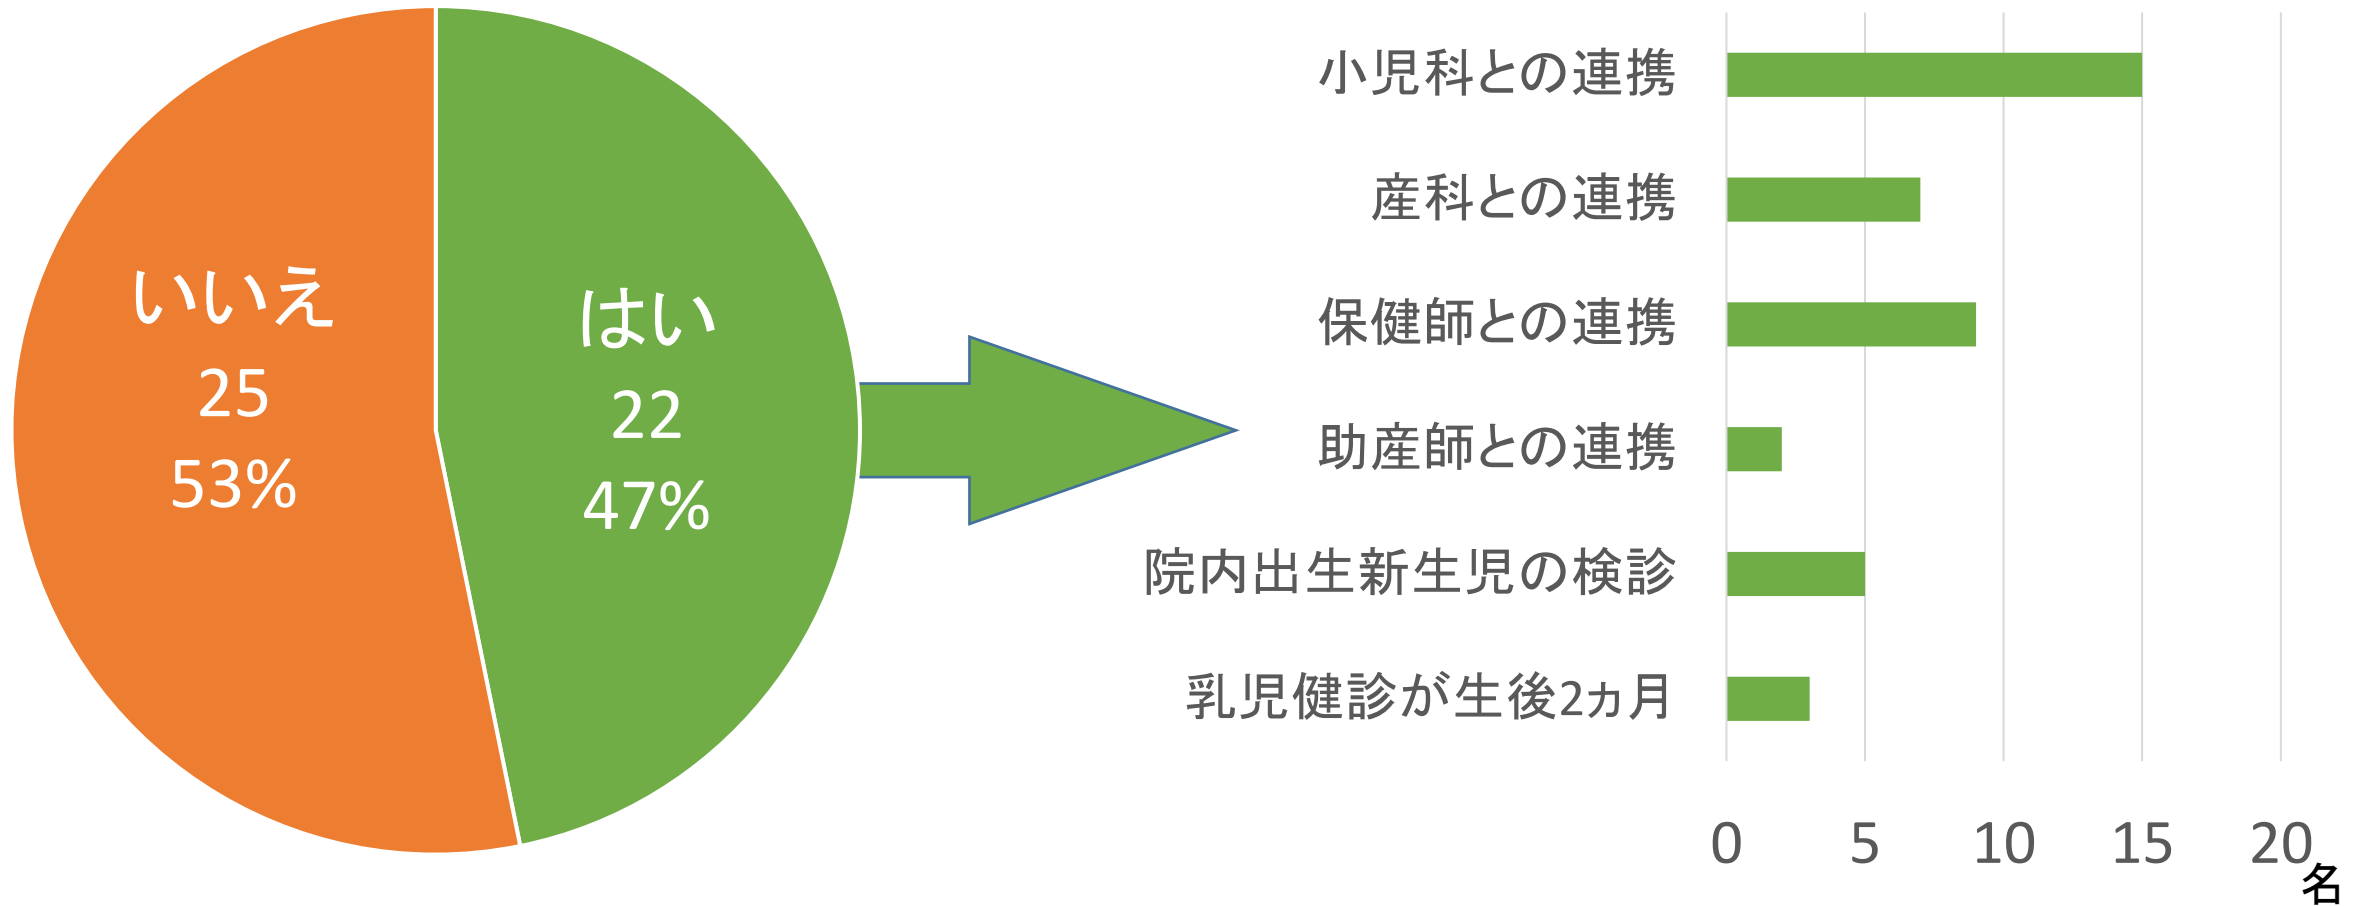 いいえ
25
53%
はい
22
47%
小児科との連携
産科との連携
保健師との連携
助産師との連携
院内出生新生児の検診
乳児健診が生後2ヵ月
0 5 10 15 20
名